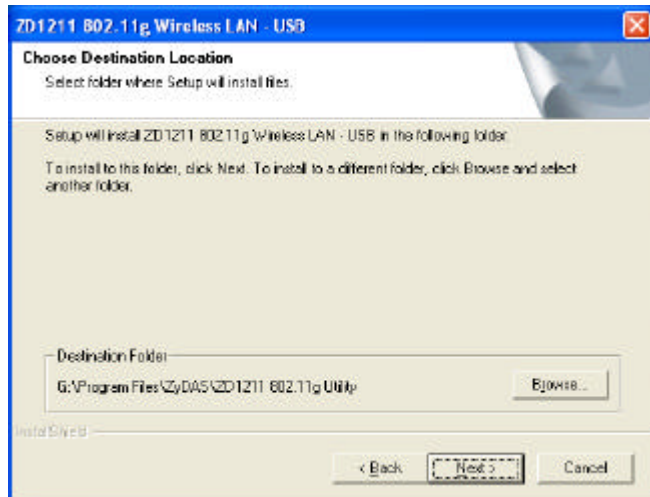 ZD1211 802.11g Wireless LAN - USB
Choose Destination Location
Select folder where Setup will install files.
Setup will install ZD1211 802.11g Wireless LAN - USB in the following folder.
To install to this folder, click Next. To install to a different folder, click Browse and select
another folder.
Destination Folder
G:\Program Files\ZyDAS\ZD1211 802.11g Utility
Browse...
InstallShield
< Back
Next >
Cancel